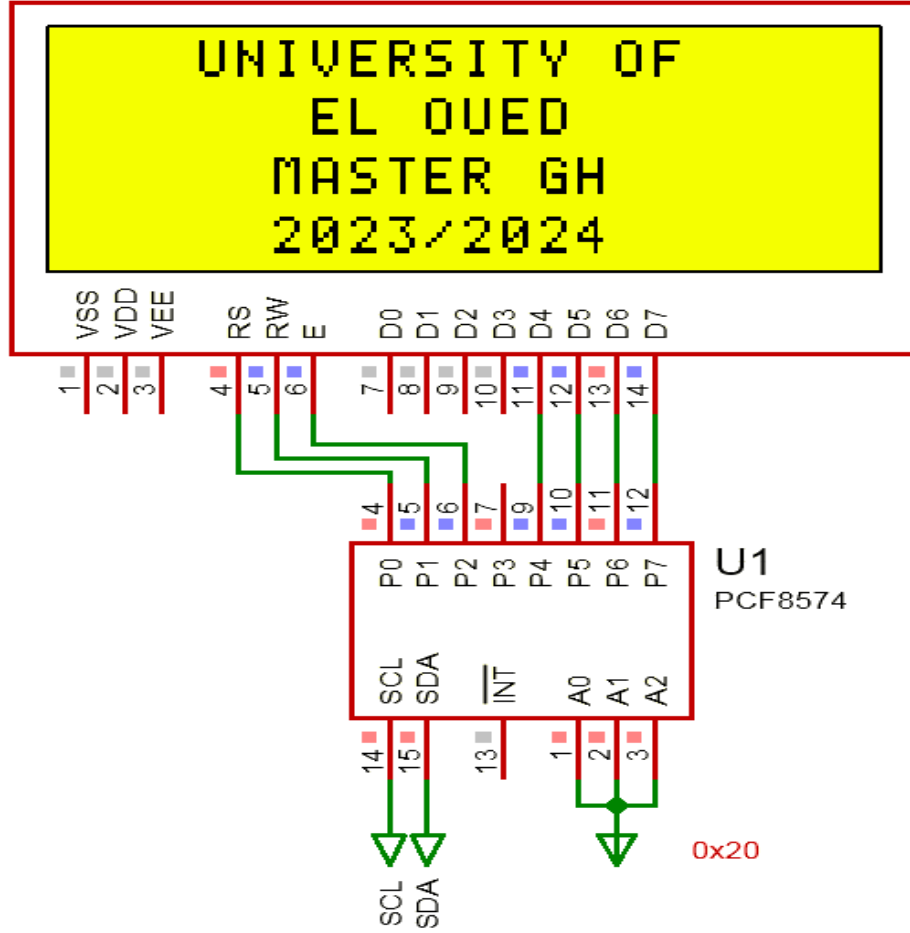 UNIVERSITY OF
EL OUED
MASTER GH
2023/2024
VSS VDD VEE RS RW E D0 D1 D2 D3 D4 D5 D6 D7
1 2 3 4 5 6 7 8 9 10 11 12 13 14
4 5 6 7 9 10 11 12
P0 P1 P2 P3 P4 P5 P6 P7
U1
PCF8574
SCL SDA INT A0 A1 A2
14 15 13 1 2 3
0x20
SCL SDA